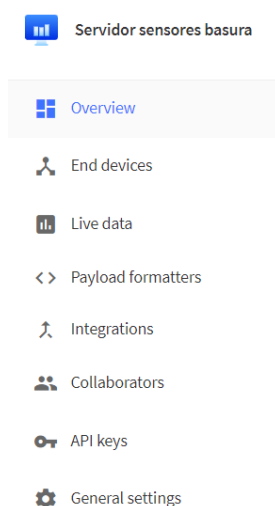 Servidor sensores basura
Overview
End devices
Live data
Payload formatters
Integrations
Collaborators
API keys
General settings